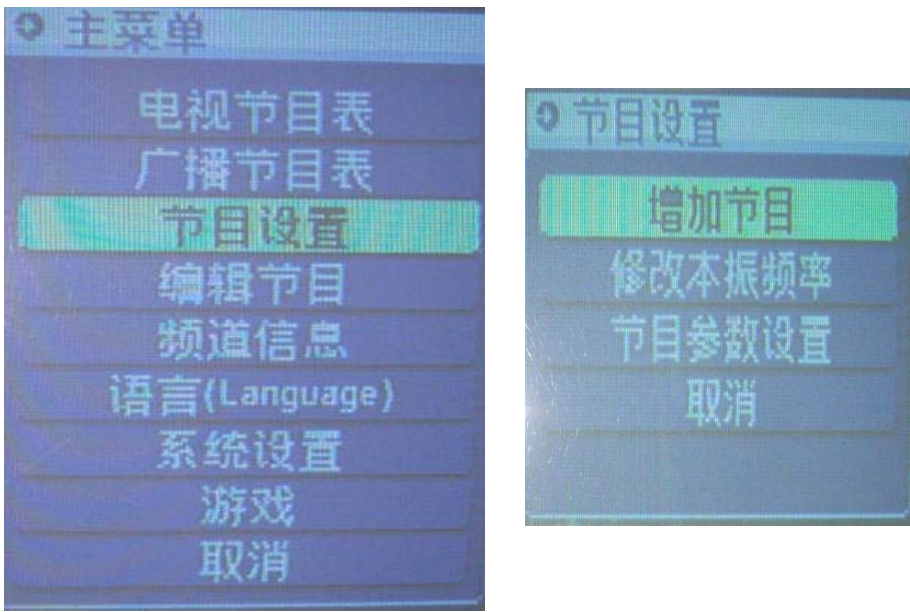 主菜单
电视节目表
广播节目表
节目设置
编辑节目
频道信息
语言(Language)
系统设置
游戏
取消
节目设置
增加节目
修改本振频率
节目参数设置
取消